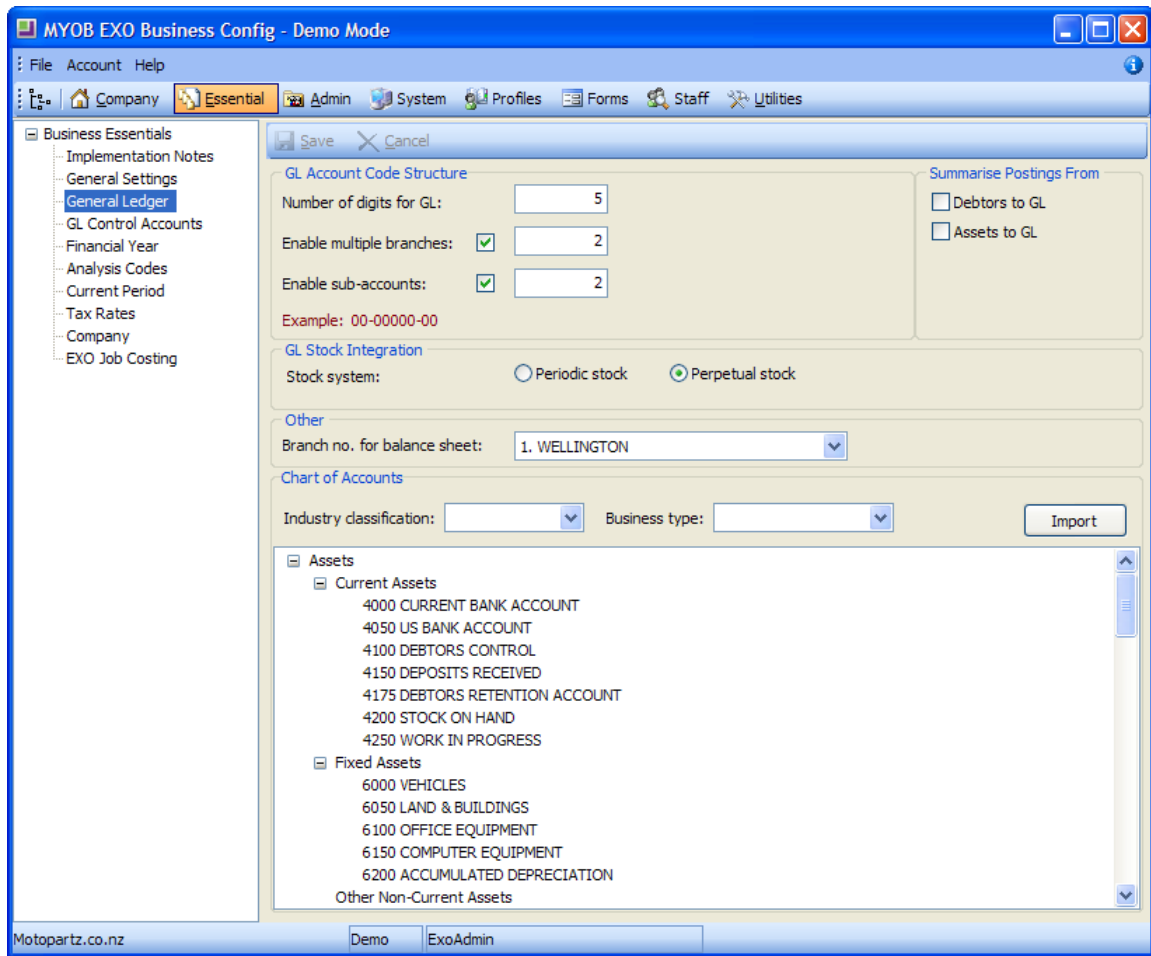 MYOB EXO Business Config - Demo Mode
File Account Help
Company Essential Admin System Profiles Forms Staff Utilities
Business Essentials
Implementation Notes
General Settings
General Ledger
GL Control Accounts
Financial Year
Analysis Codes
Current Period
Tax Rates
Company
EXO Job Costing
Save Cancel
GL Account Code Structure
Number of digits for GL: 5
Enable multiple branches: 2
Enable sub-accounts: 2
Example: 00-00000-00
Summarise Postings From
Debtors to GL
Assets to GL
GL Stock Integration
Stock system: Periodic stock Perpetual stock
Other
Branch no. for balance sheet: 1. WELLINGTON
Chart of Accounts
Industry classification: Business type: Import
Assets
Current Assets
4000 CURRENT BANK ACCOUNT
4050 US BANK ACCOUNT
4100 DEBTORS CONTROL
4150 DEPOSITS RECEIVED
4175 DEBTORS RETENTION ACCOUNT
4200 STOCK ON HAND
4250 WORK IN PROGRESS
Fixed Assets
6000 VEHICLES
6050 LAND & BUILDINGS
6100 OFFICE EQUIPMENT
6150 COMPUTER EQUIPMENT
6200 ACCUMULATED DEPRECIATION
Other Non-Current Assets
Motopartz.co.nz Demo ExoAdmin